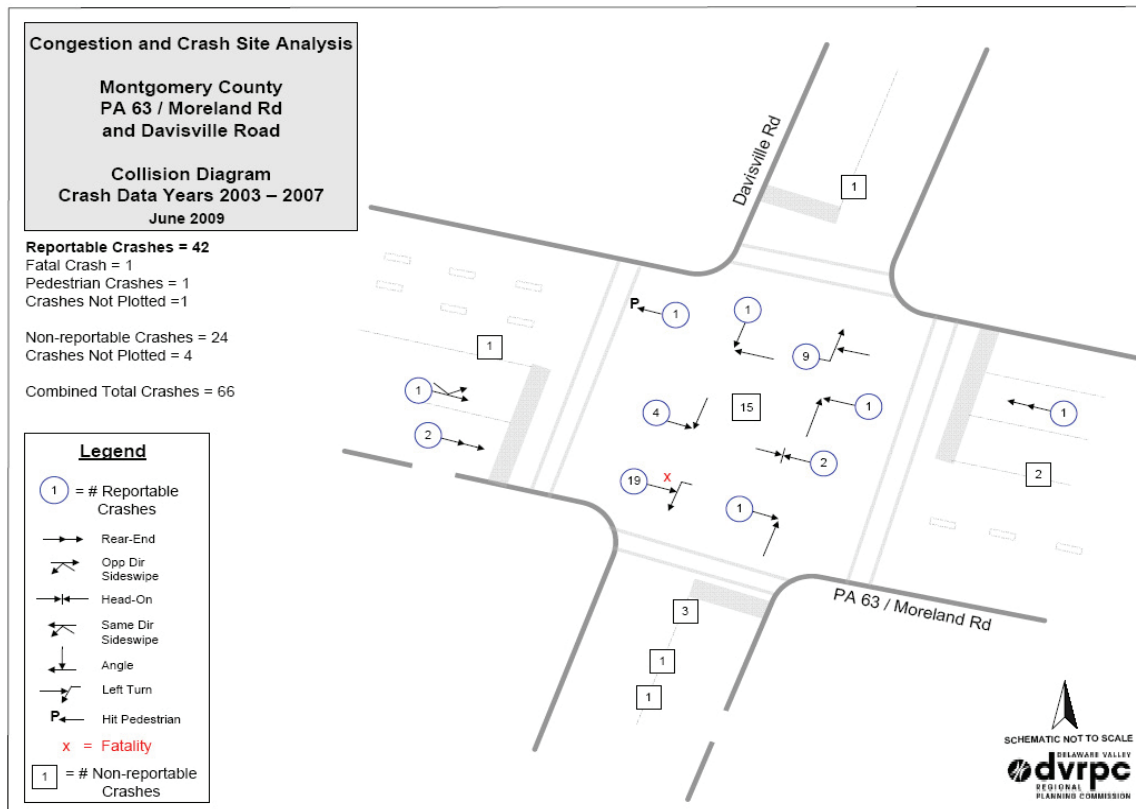 Congestion and Crash Site Analysis
Montgomery County
PA 63 / Moreland Rd
and Davisville Road
Collision Diagram
Crash Data Years 2003 – 2007
June 2009
Reportable Crashes = 42
Fatal Crash = 1
Pedestrian Crashes = 1
Crashes Not Plotted =1
Non-reportable Crashes = 24
Crashes Not Plotted = 4
Combined Total Crashes = 66
Legend
1 = # Reportable
Crashes
Rear-End
Opp Dir
Sideswipe
Head-On
Same Dir
Sideswipe
Angle
Left Turn
P Hit Pedestrian
x = Fatality
1 = # Non-reportable
Crashes
Davisville Rd
1
P 1
1
9
1
1
4
15
1
1
2
2
2
19
x
1
3
1
1
PA 63 / Moreland Rd
SCHEMATIC NOT TO SCALE
DELAWARE VALLEY
dvrpc
REGIONAL
PLANNING COMMISSION